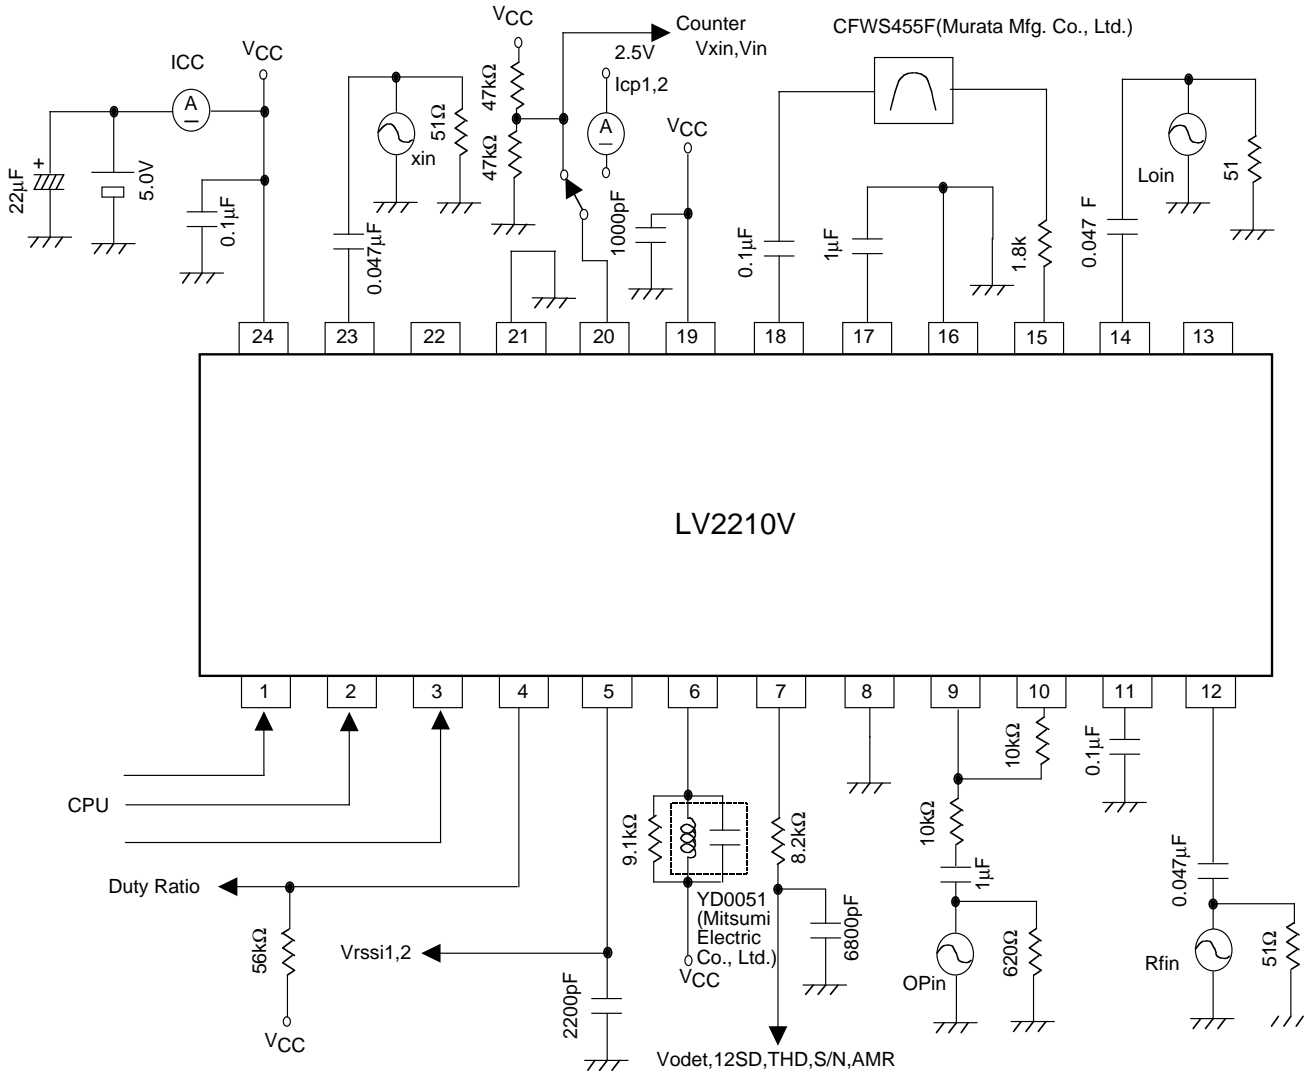 CFWS455F(Murata Mfg. Co., Ltd.)
Counter
Vxin,Vin
VCC
2.5V
Icp1,2
A
VCC
ICC
A
22µF
+
5.0V
0.1µF
0.047µF
xin
51Ω
47kΩ
47kΩ
1000pF
VCC
0.1µF
1µF
1.8k
0.047 F
Loin
51
24
23
22
21
20
19
18
17
16
15
14
13
LV2210V
1
2
3
4
5
6
7
8
9
10
11
12
CPU
Duty Ratio
56kΩ
VCC
Vrssi1,2
2200pF
9.1kΩ
YD0051
(Mitsumi
Electric
Co., Ltd.)
VCC
8.2kΩ
6800pF
Vodet,12SD,THD,S/N,AMR
10kΩ
10kΩ
1µF
OPin
620Ω
0.1µF
0.047µF
Rfin
51Ω